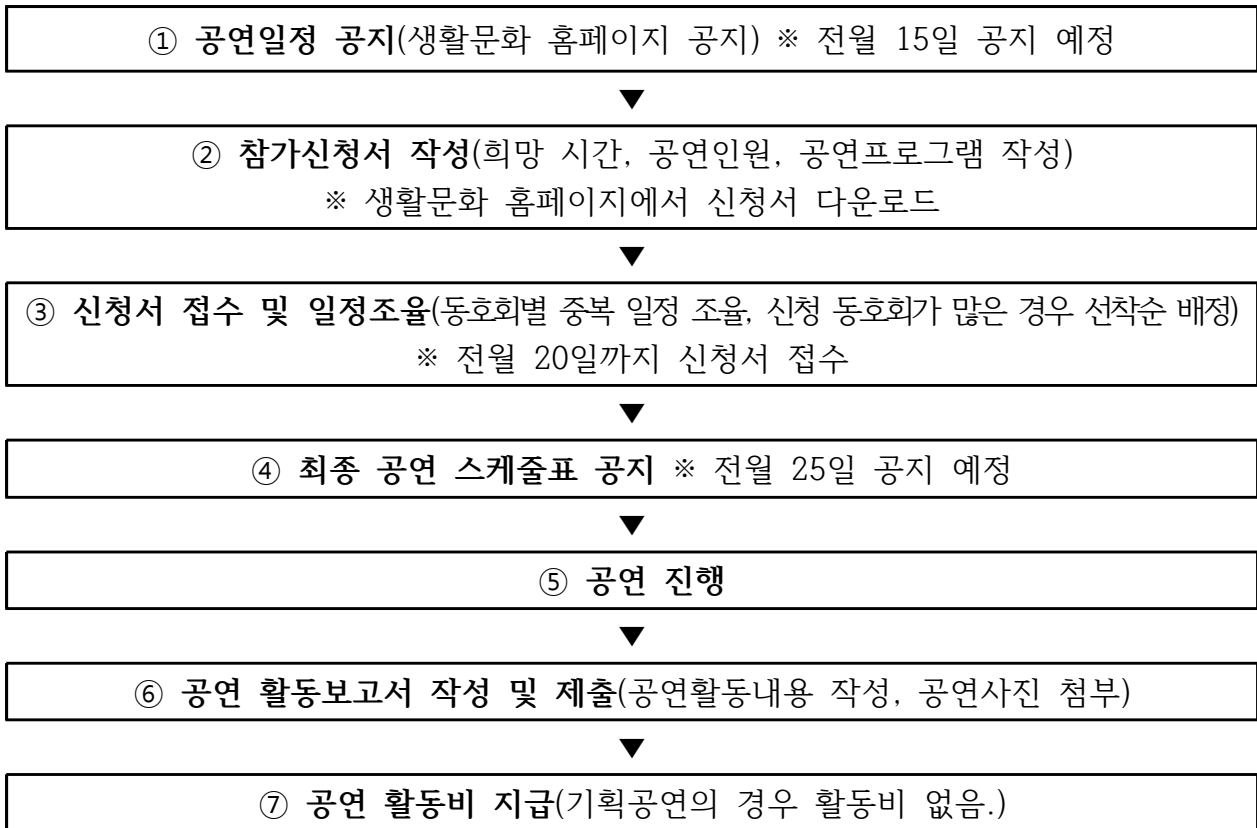 ① 공연일정 공지(생활문화 홈페이지 공지) ※ 전월 15일 공지 예정
▼
② 참가신청서 작성(희망 시간, 공연인원, 공연프로그램 작성)
※ 생활문화 홈페이지에서 신청서 다운로드
▼
③ 신청서 접수 및 일정조율(동호회별 중복 일정 조율, 신청 동호회가 많은 경우 선착순 배정)
※ 전월 20일까지 신청서 접수
▼
④ 최종 공연 스케줄표 공지 ※ 전월 25일 공지 예정
▼
⑤ 공연 진행
▼
⑥ 공연 활동보고서 작성 및 제출(공연활동내용 작성, 공연사진 첨부)
▼
⑦ 공연 활동비 지급(기획공연의 경우 활동비 없음.)